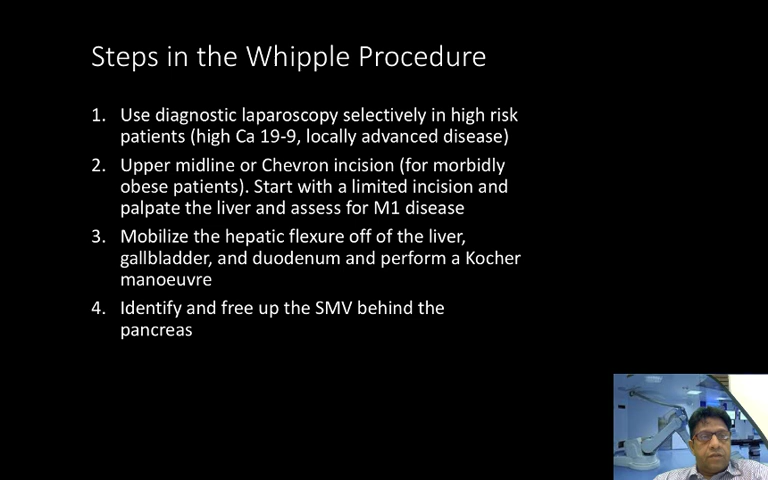 Steps in the Whipple Procedure
1. Use diagnostic laparoscopy selectively in high risk
patients (high Ca 19-9, locally advanced disease)
2. Upper midline or Chevron incision (for morbidly
obese patients). Start with a limited incision and
palpate the liver and assess for M1 disease
3. Mobilize the hepatic flexure off of the liver,
gallbladder, and duodenum and perform a Kocher
manoeuvre
4. Identify and free up the SMV behind the
pancreas